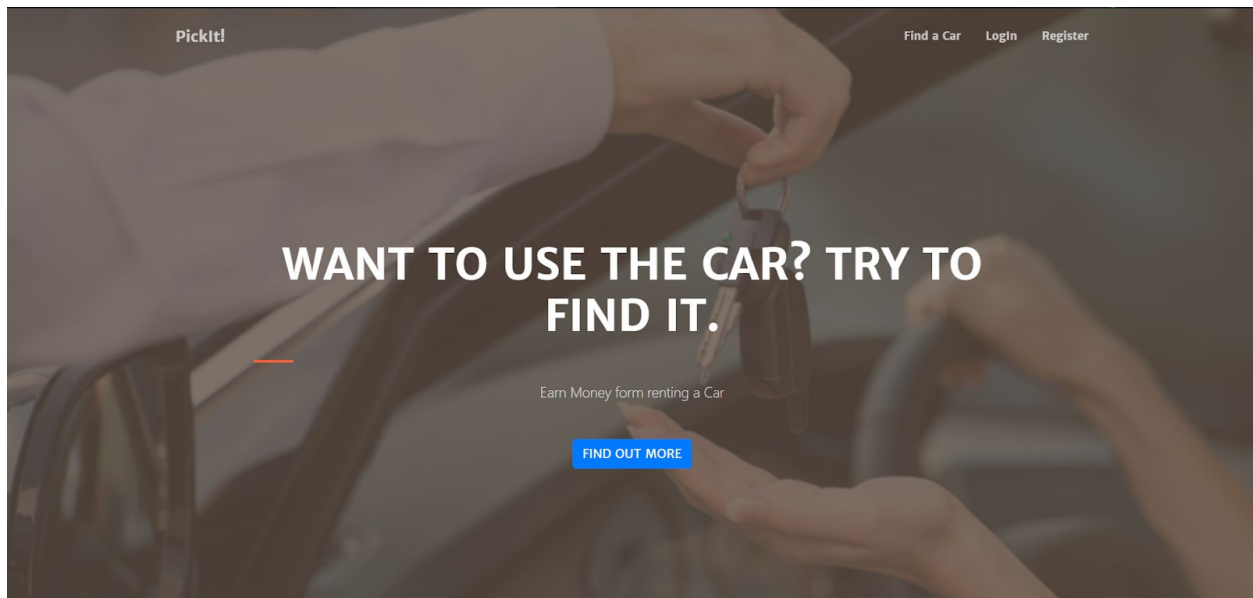 PickIt!
Find a Car
LogIn
Register
WANT TO USE THE CAR? TRY TO
FIND IT.
Earn Money form renting a Car
FIND OUT MORE